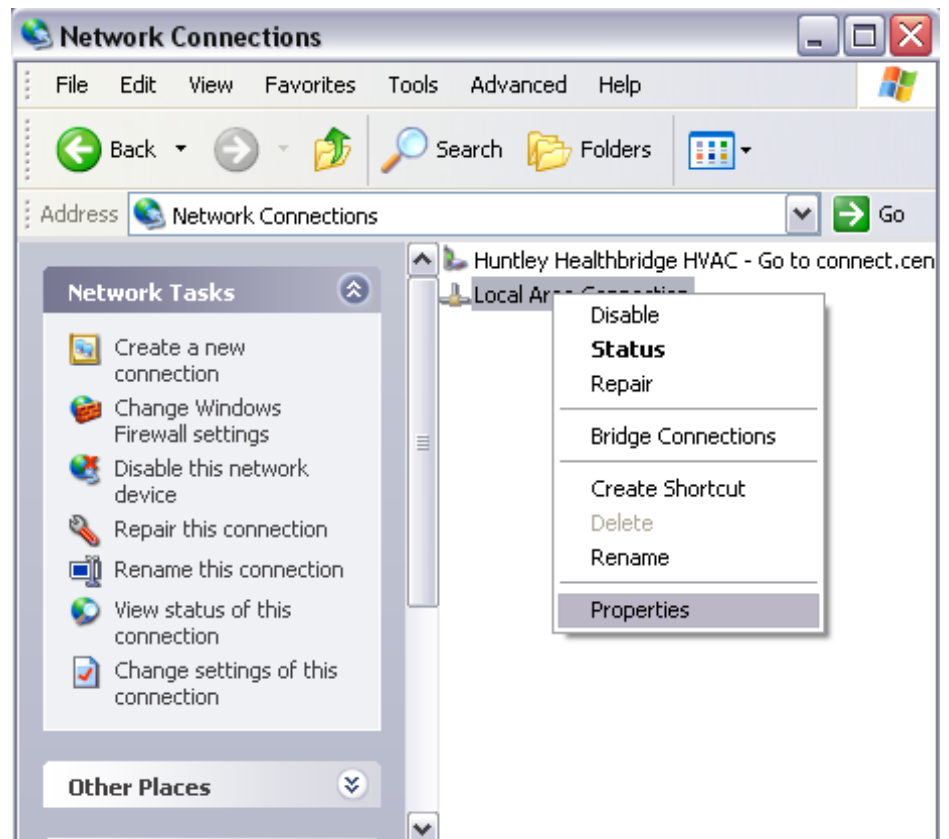 Network Connections
File Edit View Favorites Tools Advanced Help
Back Search Folders
Address Network Connections Go
Network Tasks
Create a new
connection
Change Windows
Firewall settings
Disable this network
device
Repair this connection
Rename this connection
View status of this
connection
Change settings of this
connection
Other Places
Huntley Healthbridge HVAC - Go to connect.cen
Local Area Connection
Disable
Status
Repair
Bridge Connections
Create Shortcut
Delete
Rename
Properties